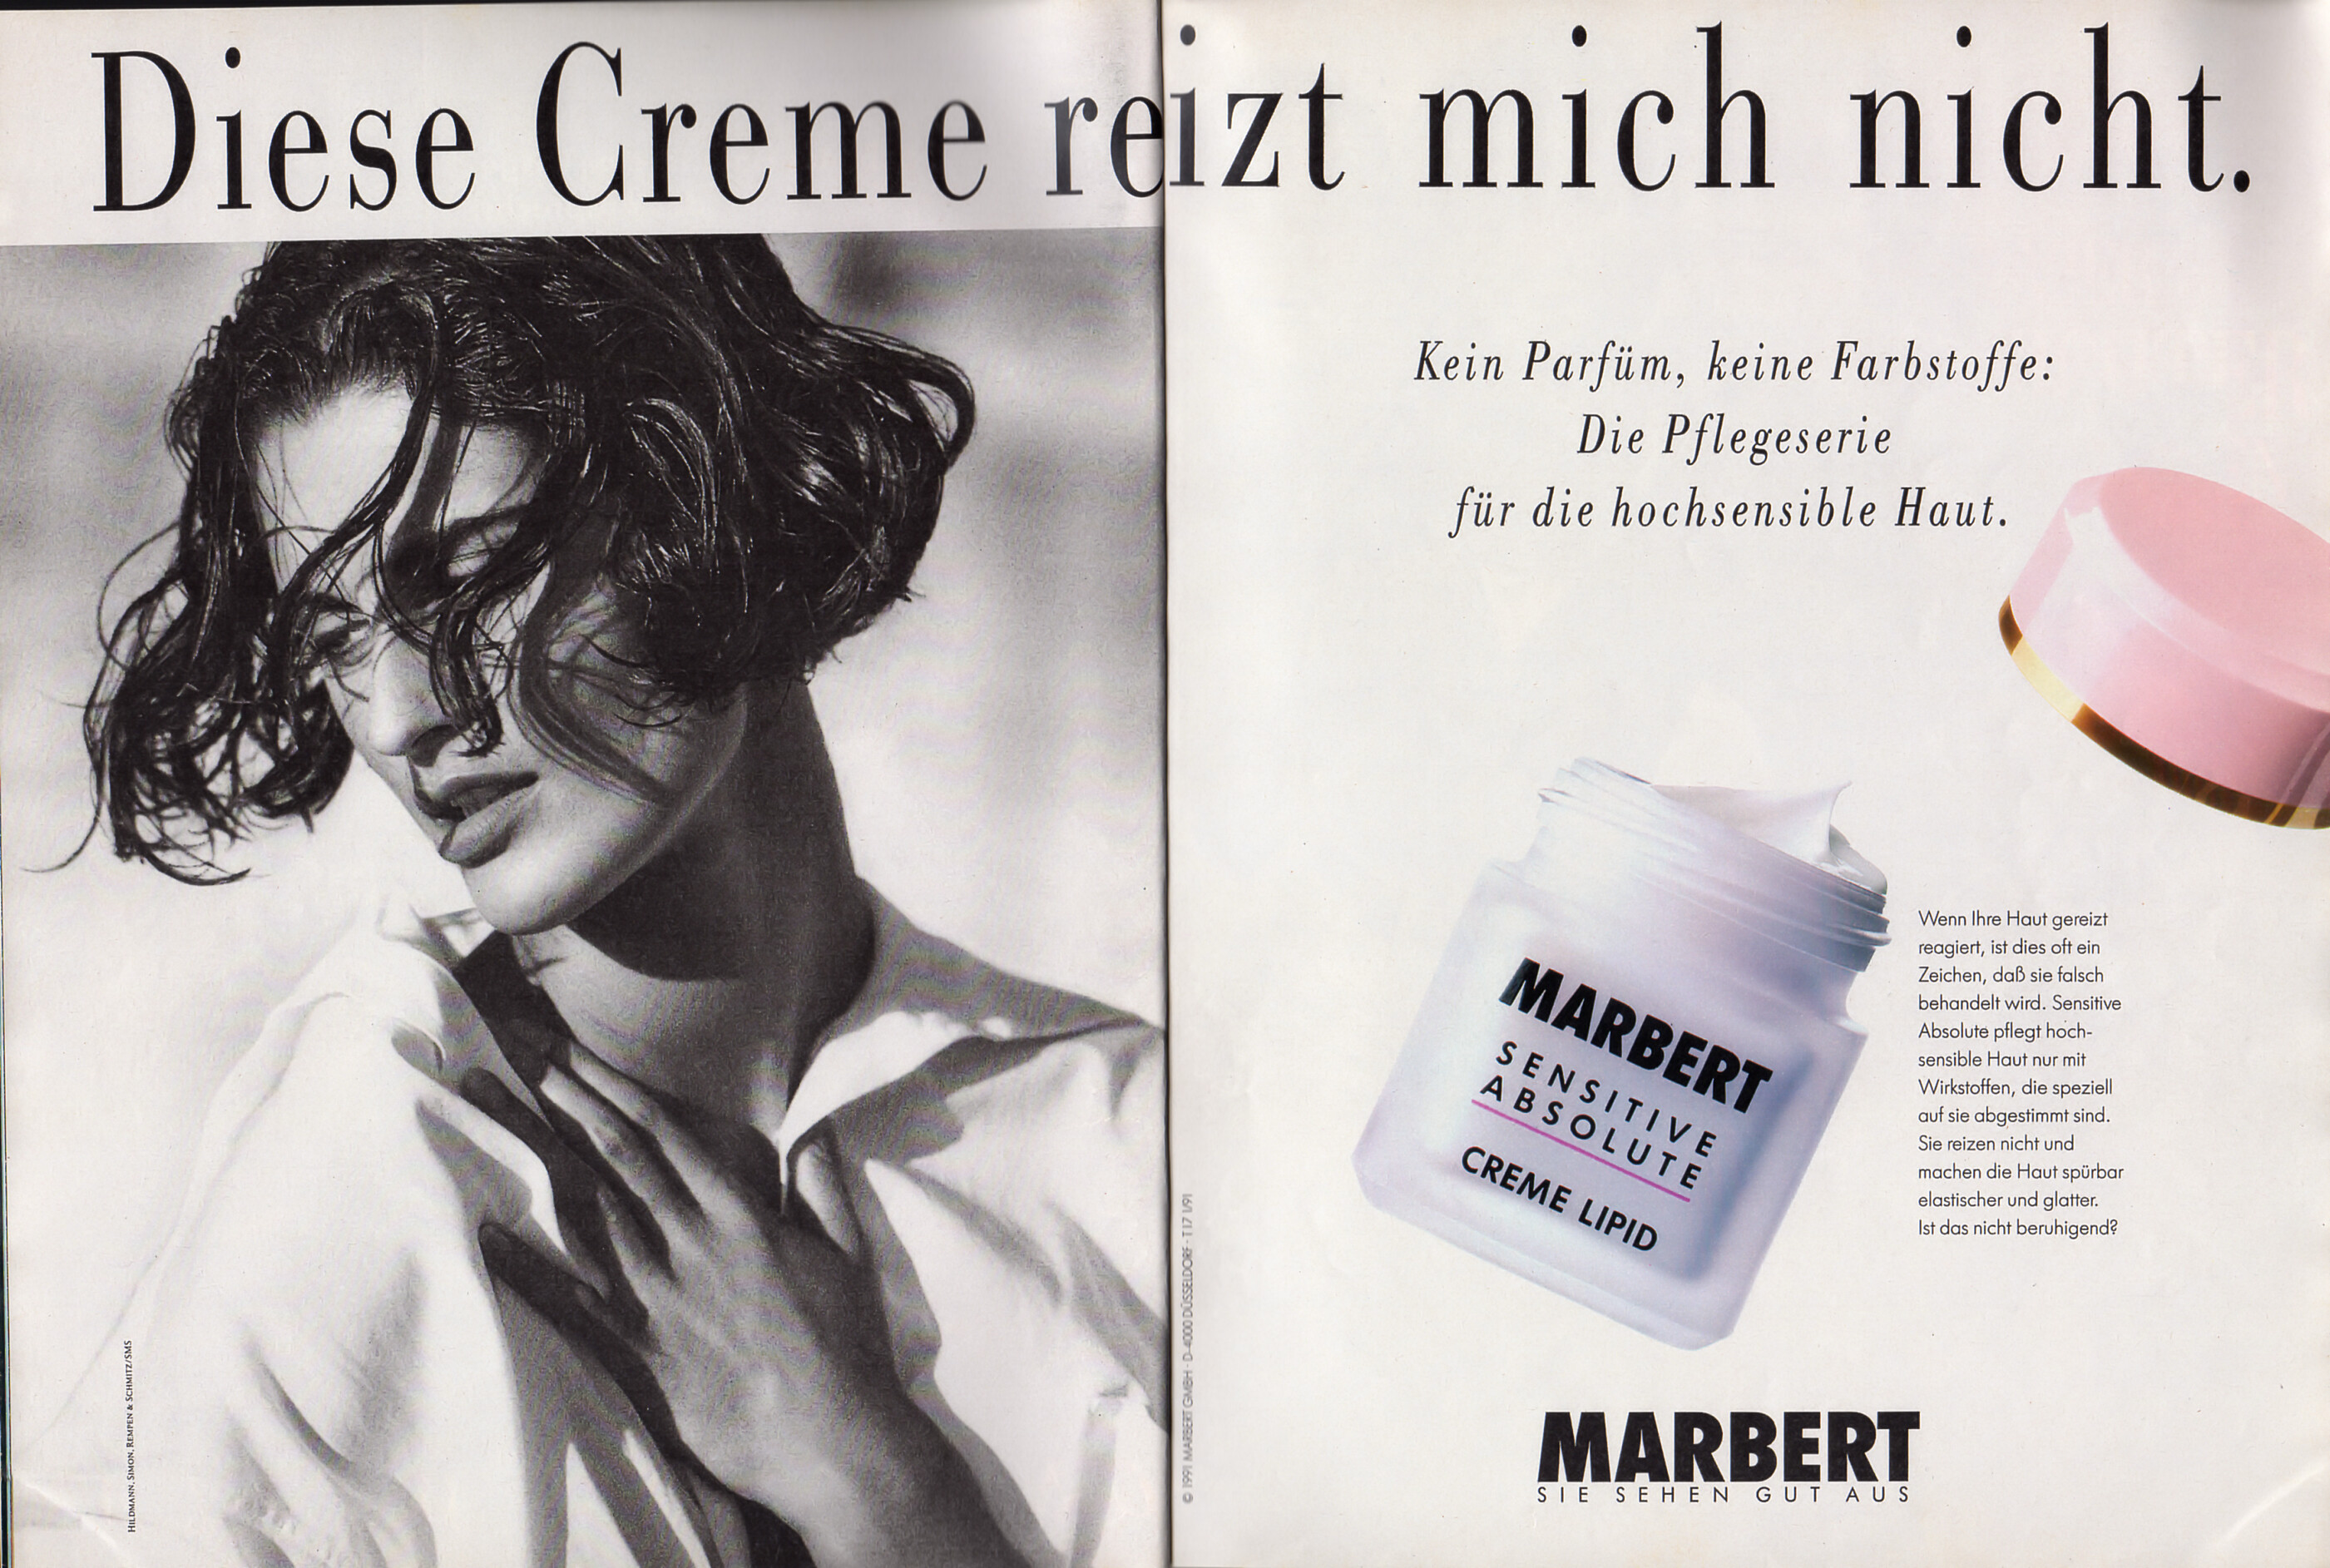 Diese Creme reizt mich nicht.
Kein Parfüm, keine Farbstoffe:
Die Pflegeserie
für die hochsensible Haut.
MARBERT
SENSITIVE
ABSOLUTE
CREME LIPID
Wenn Ihre Haut gereizt
reagiert, ist dies oft ein
Zeichen, daß sie falsch
behandelt wird. Sensitive
Absolute pflegt hoch-
sensible Haut nur mit
Wirkstoffen, die speziell
auf sie abgestimmt sind.
Sie reizen nicht und
machen die Haut spürbar
elastischer und glatter.
Ist das nicht beruhigend?
MARBERT
SIE SEHEN GUT AUS
HILDMANN, SIMON, REMPEN & SCHMITZ/SMS
© 1991 MARBERT GMBH · D-4000 DÜSSELDORF - T 17 1/91